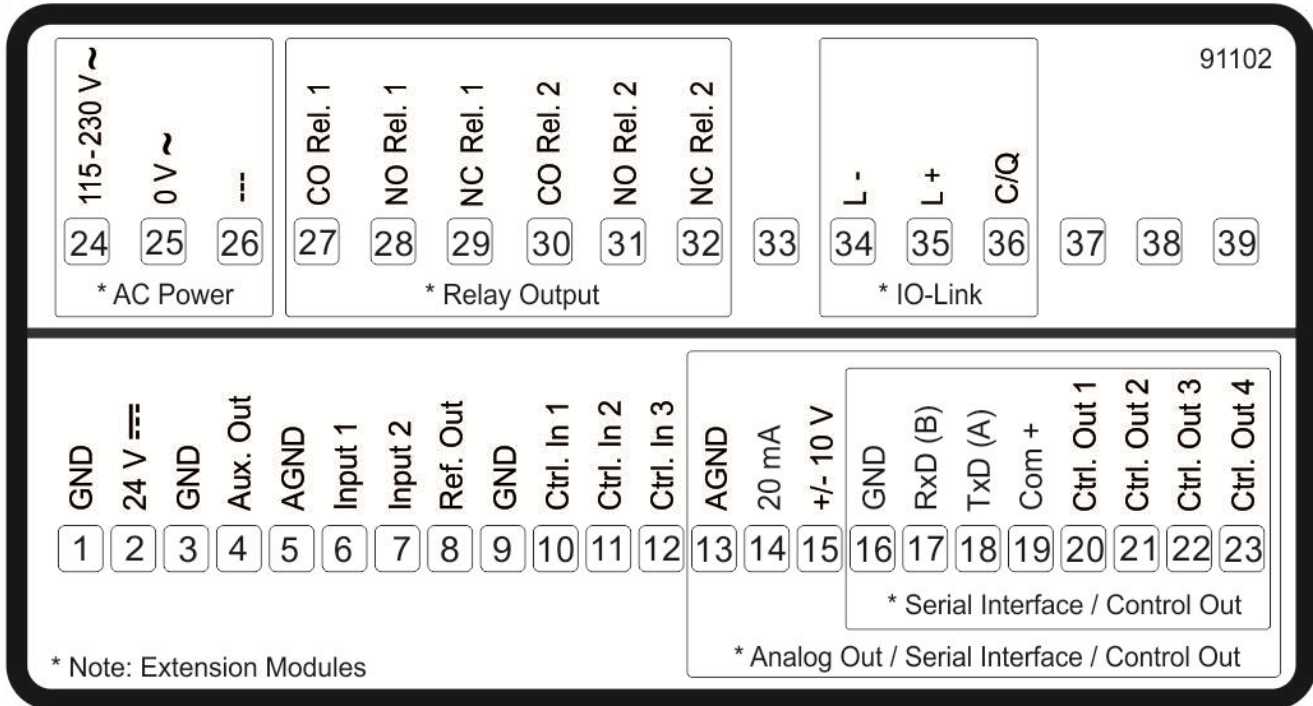 91102
115-230 V ~
0 V ~
---
CO Rel. 1
NO Rel. 1
NC Rel. 1
CO Rel. 2
NO Rel. 2
NC Rel. 2
L -
L +
C/Q
24 25 26 27 28 29 30 31 32 33 34 35 36 37 38 39
* AC Power
* Relay Output
* IO-Link
GND
24 V ⎓
GND
Aux. Out
AGND
Input 1
Input 2
Ref. Out
GND
Ctrl. In 1
Ctrl. In 2
Ctrl. In 3
AGND
20 mA
+/- 10 V
GND
RxD (B)
TxD (A)
Com +
Ctrl. Out 1
Ctrl. Out 2
Ctrl. Out 3
Ctrl. Out 4
1 2 3 4 5 6 7 8 9 10 11 12 13 14 15 16 17 18 19 20 21 22 23
* Serial Interface / Control Out
* Analog Out / Serial Interface / Control Out
* Note: Extension Modules